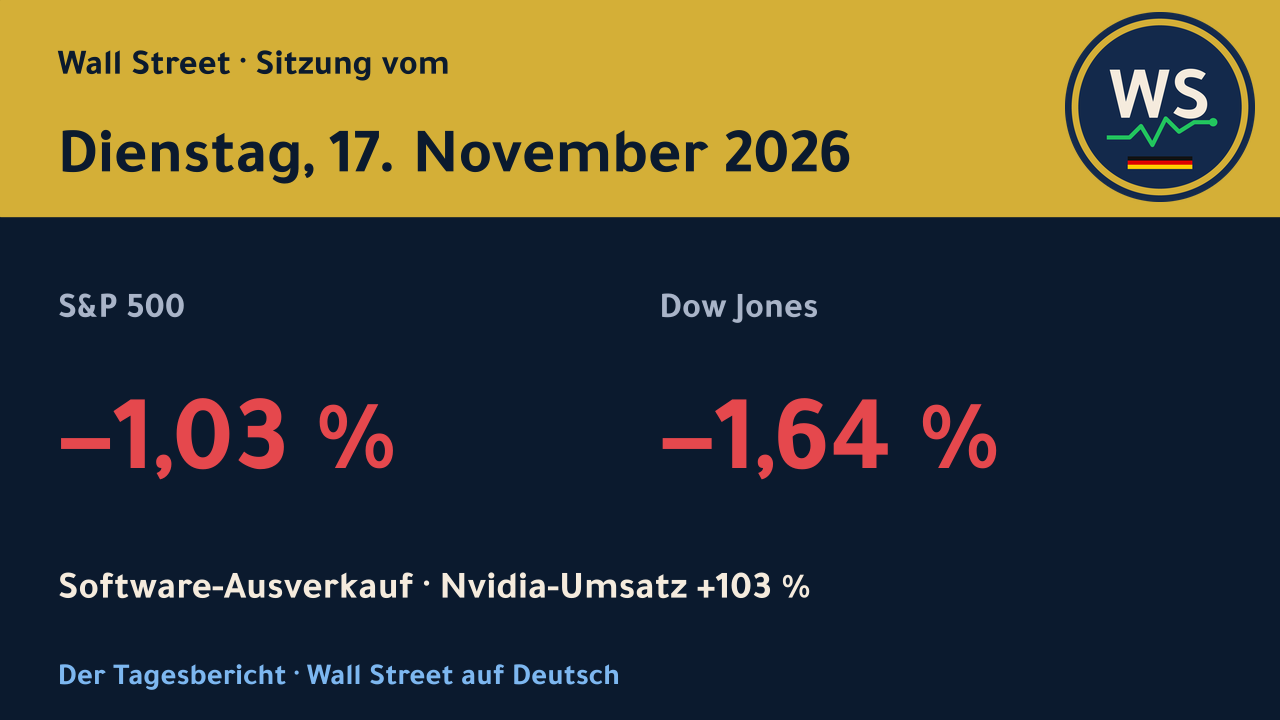 Wall Street · Sitzung vom
Dienstag, 17. November 2026
WS
S&P 500
Dow Jones
–1,03 %
–1,64 %
Software-Ausverkauf · Nvidia-Umsatz +103 %
Der Tagesbericht · Wall Street auf Deutsch